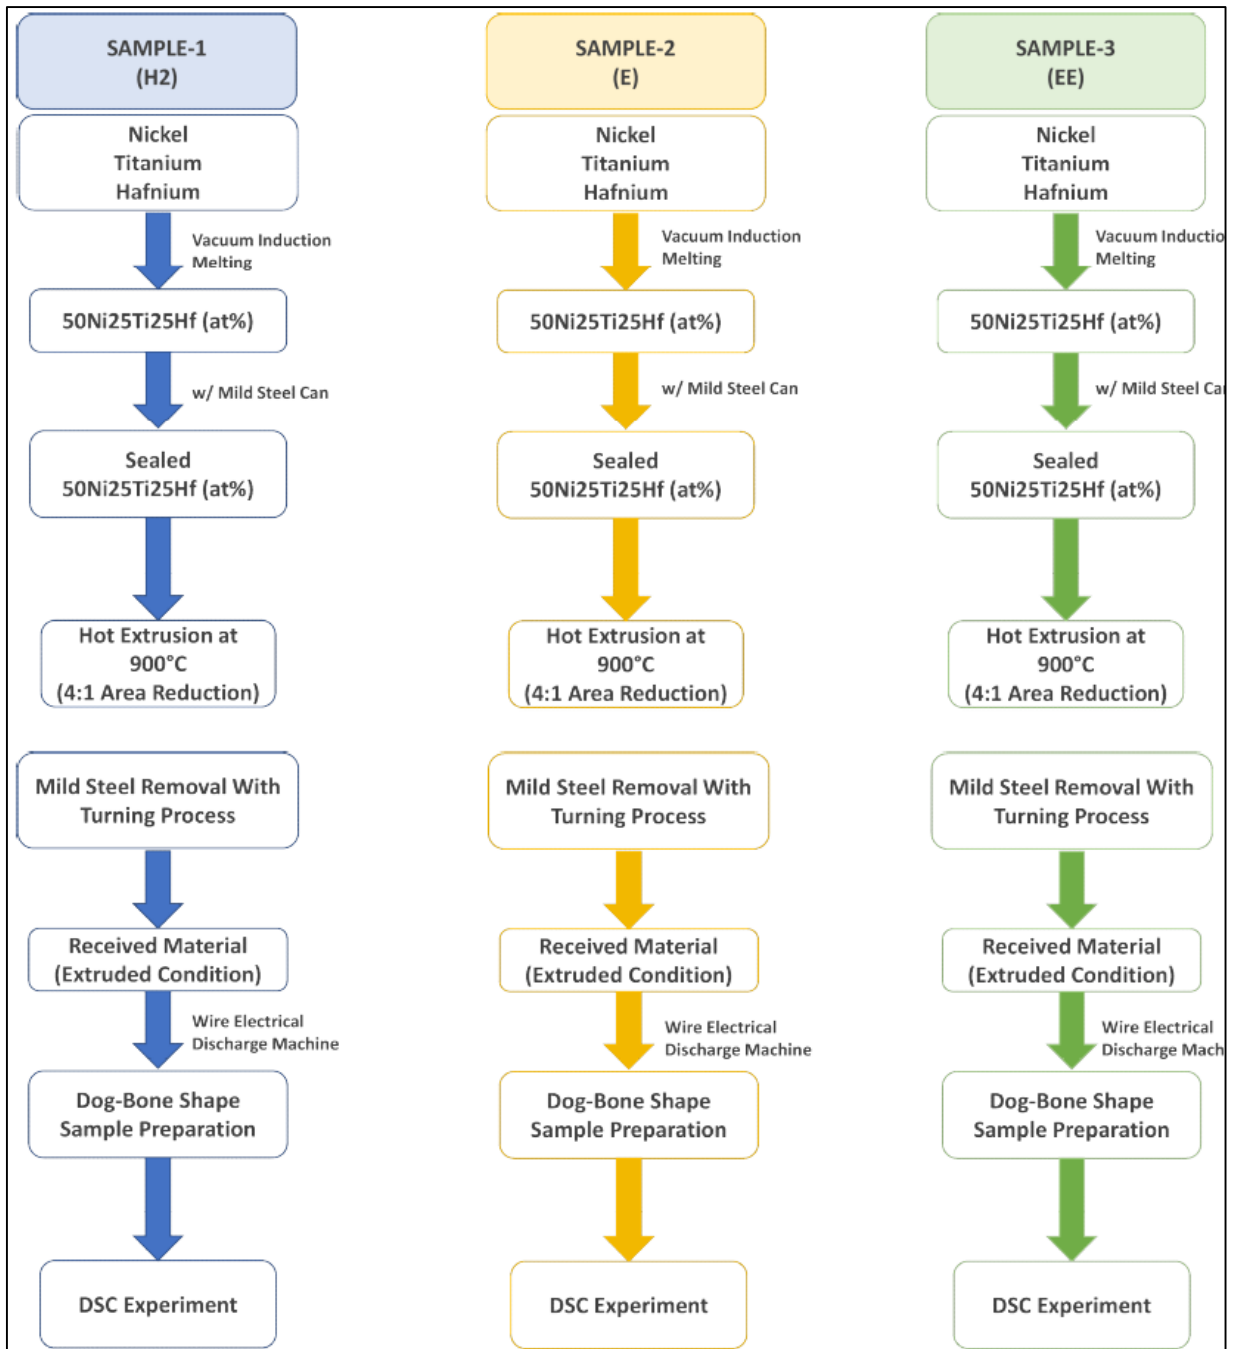 SAMPLE-1
(H2)
Nickel
Titanium
Hafnium
Vacuum Induction
Melting
50Ni25Ti25Hf (at%)
w/ Mild Steel Can
Sealed
50Ni25Ti25Hf (at%)
Hot Extrusion at
900°C
(4:1 Area Reduction)
Mild Steel Removal With
Turning Process
Received Material
(Extruded Condition)
Wire Electrical
Discharge Machine
Dog-Bone Shape
Sample Preparation
DSC Experiment
SAMPLE-2
(E)
Nickel
Titanium
Hafnium
Vacuum Induction
Melting
50Ni25Ti25Hf (at%)
w/ Mild Steel Can
Sealed
50Ni25Ti25Hf (at%)
Hot Extrusion at
900°C
(4:1 Area Reduction)
Mild Steel Removal With
Turning Process
Received Material
(Extruded Condition)
Wire Electrical
Discharge Machine
Dog-Bone Shape
Sample Preparation
DSC Experiment
SAMPLE-3
(EE)
Nickel
Titanium
Hafnium
Vacuum Inductio
Melting
50Ni25Ti25Hf (at%)
w/ Mild Steel Ca
Sealed
50Ni25Ti25Hf (at%)
Hot Extrusion at
900°C
(4:1 Area Reduction)
Mild Steel Removal With
Turning Process
Received Material
(Extruded Condition)
Wire Electrical
Discharge Mach
Dog-Bone Shape
Sample Preparation
DSC Experiment